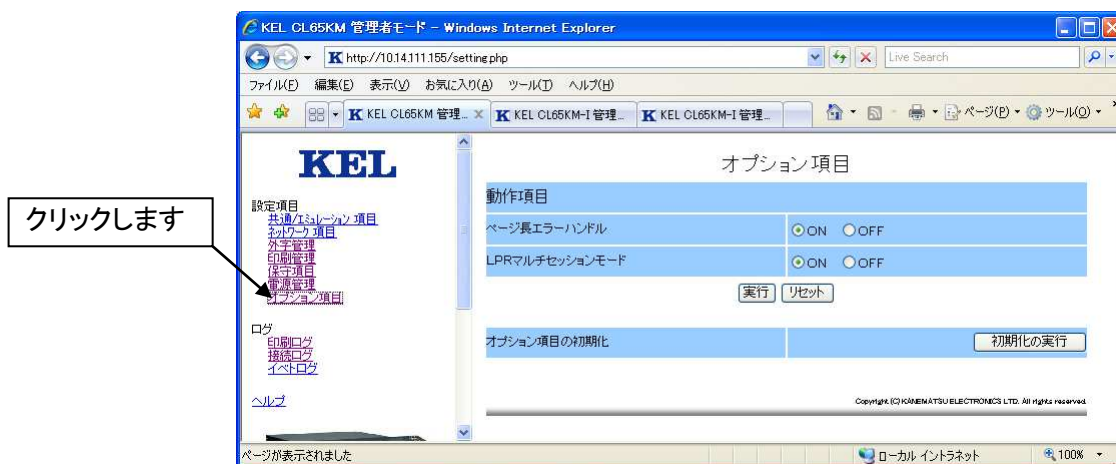 KEL CL65KM 管理者モード - Windows Internet Explorer
K http://10.14.111.155/setting.php
Live Search
ファイル(F) 編集(E) 表示(V) お気に入り(A) ツール(T) ヘルプ(H)
K KEL CL65KM 管理... K KEL CL65KM-I 管理... K KEL CL65KM-I 管理... ページ(P) ツール(O)
クリックします
KEL
設定項目
共通/エミュレーション 項目
ネットワーク 項目
外字管理
印刷管理
保守項目
電源管理
オプション項目
ログ
印刷ログ
接続ログ
イベトログ
ヘルプ
オプション項目
動作項目
ページ長エラーハンドル ON OFF
LPRマルチセッションモード ON OFF
実行 リセット
オプション項目の初期化 初期化の実行
Copyright (C) KANEMATSU ELECTRONICS LTD. All rights reserved.
ページが表示されました ローカル イントラネット 100%